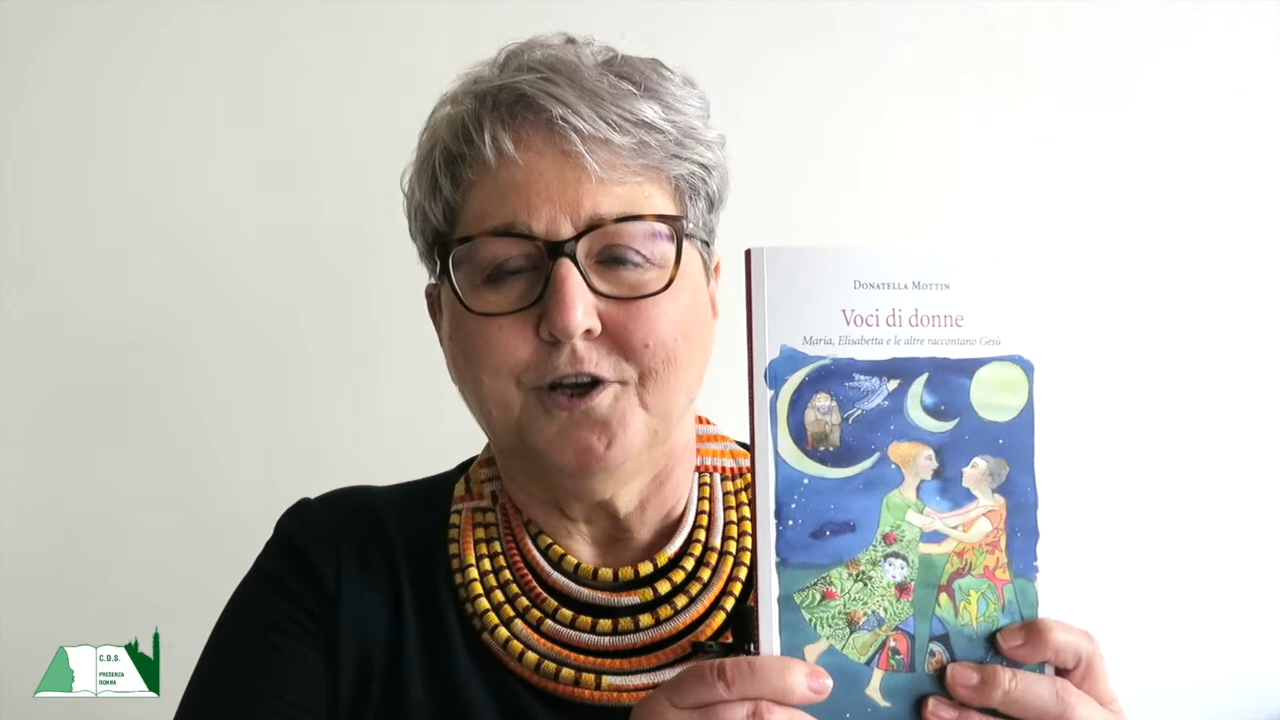 DONATELLA MOTTIN
Voci di donne
Maria, Elisabetta e le altre raccontano Gesù
C.D.S.
PRESENZA
DONNA